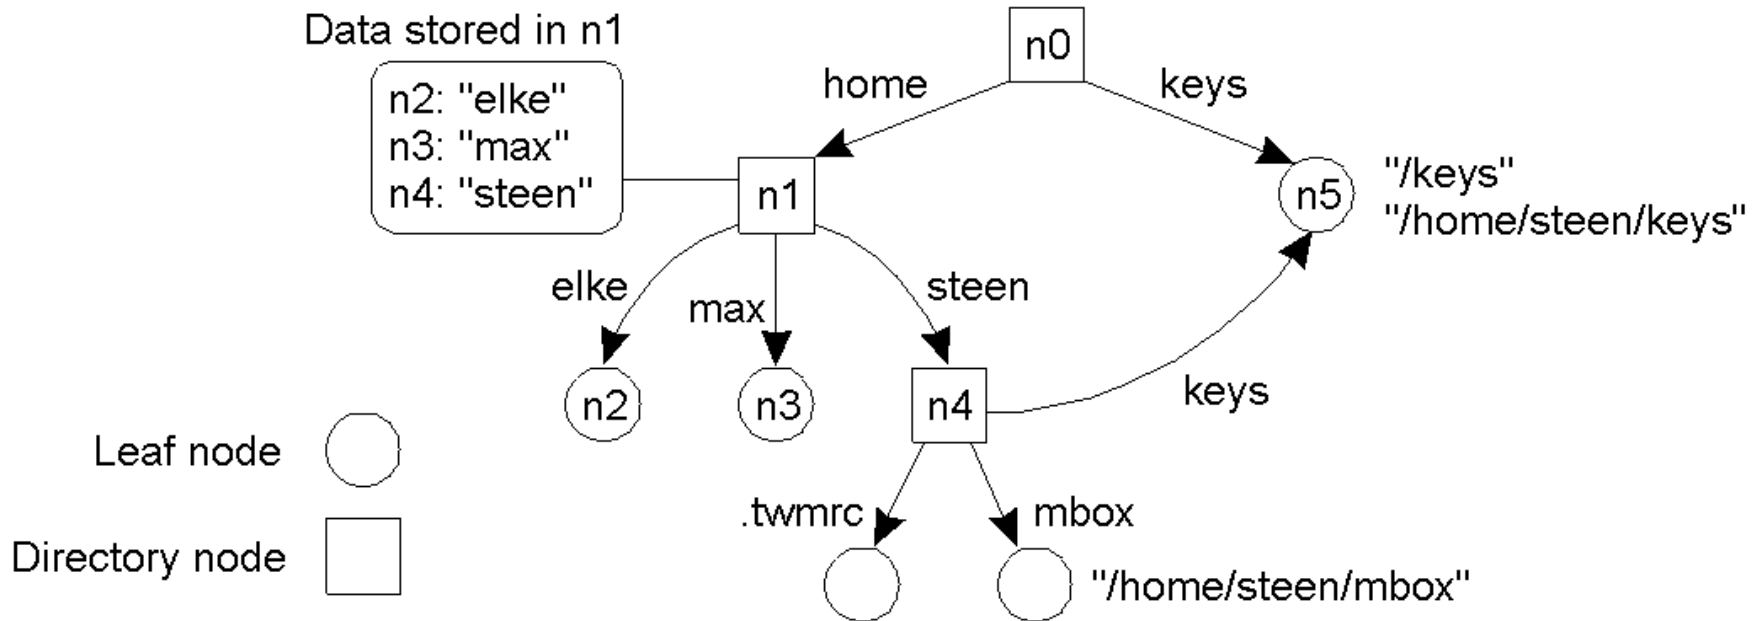 Data stored in n1
n2: "elke"
n3: "max"
n4: "steen"
n0
home
keys
n1
n5
"/keys"
"/home/steen/keys"
elke
max
steen
n2
n3
n4
keys
Leaf node
.twmrc
mbox
Directory node
"/home/steen/mbox"